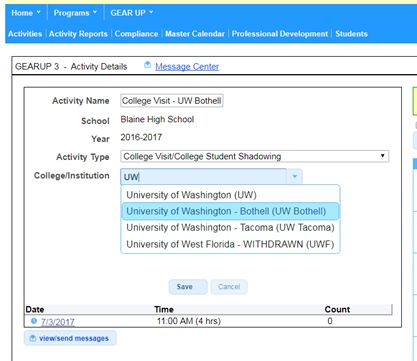 Home Programs GEAR UP
Activities Activity Reports Compliance Master Calendar Professional Development Students
GEARUP 3 - Activity Details Message Center
Activity Name College Visit - UW Bothell
School Blaine High School
Year 2016-2017
Activity Type College Visit/College Student Shadowing
College/Institution UW
University of Washington (UW)
University of Washington - Bothell (UW Bothell)
University of Washington - Tacoma (UW Tacoma)
University of West Florida - WITHDRAWN (UWF)
Save Cancel
Date Time Count
7/3/2017 11:00 AM (4 hrs) 0
view/send messages